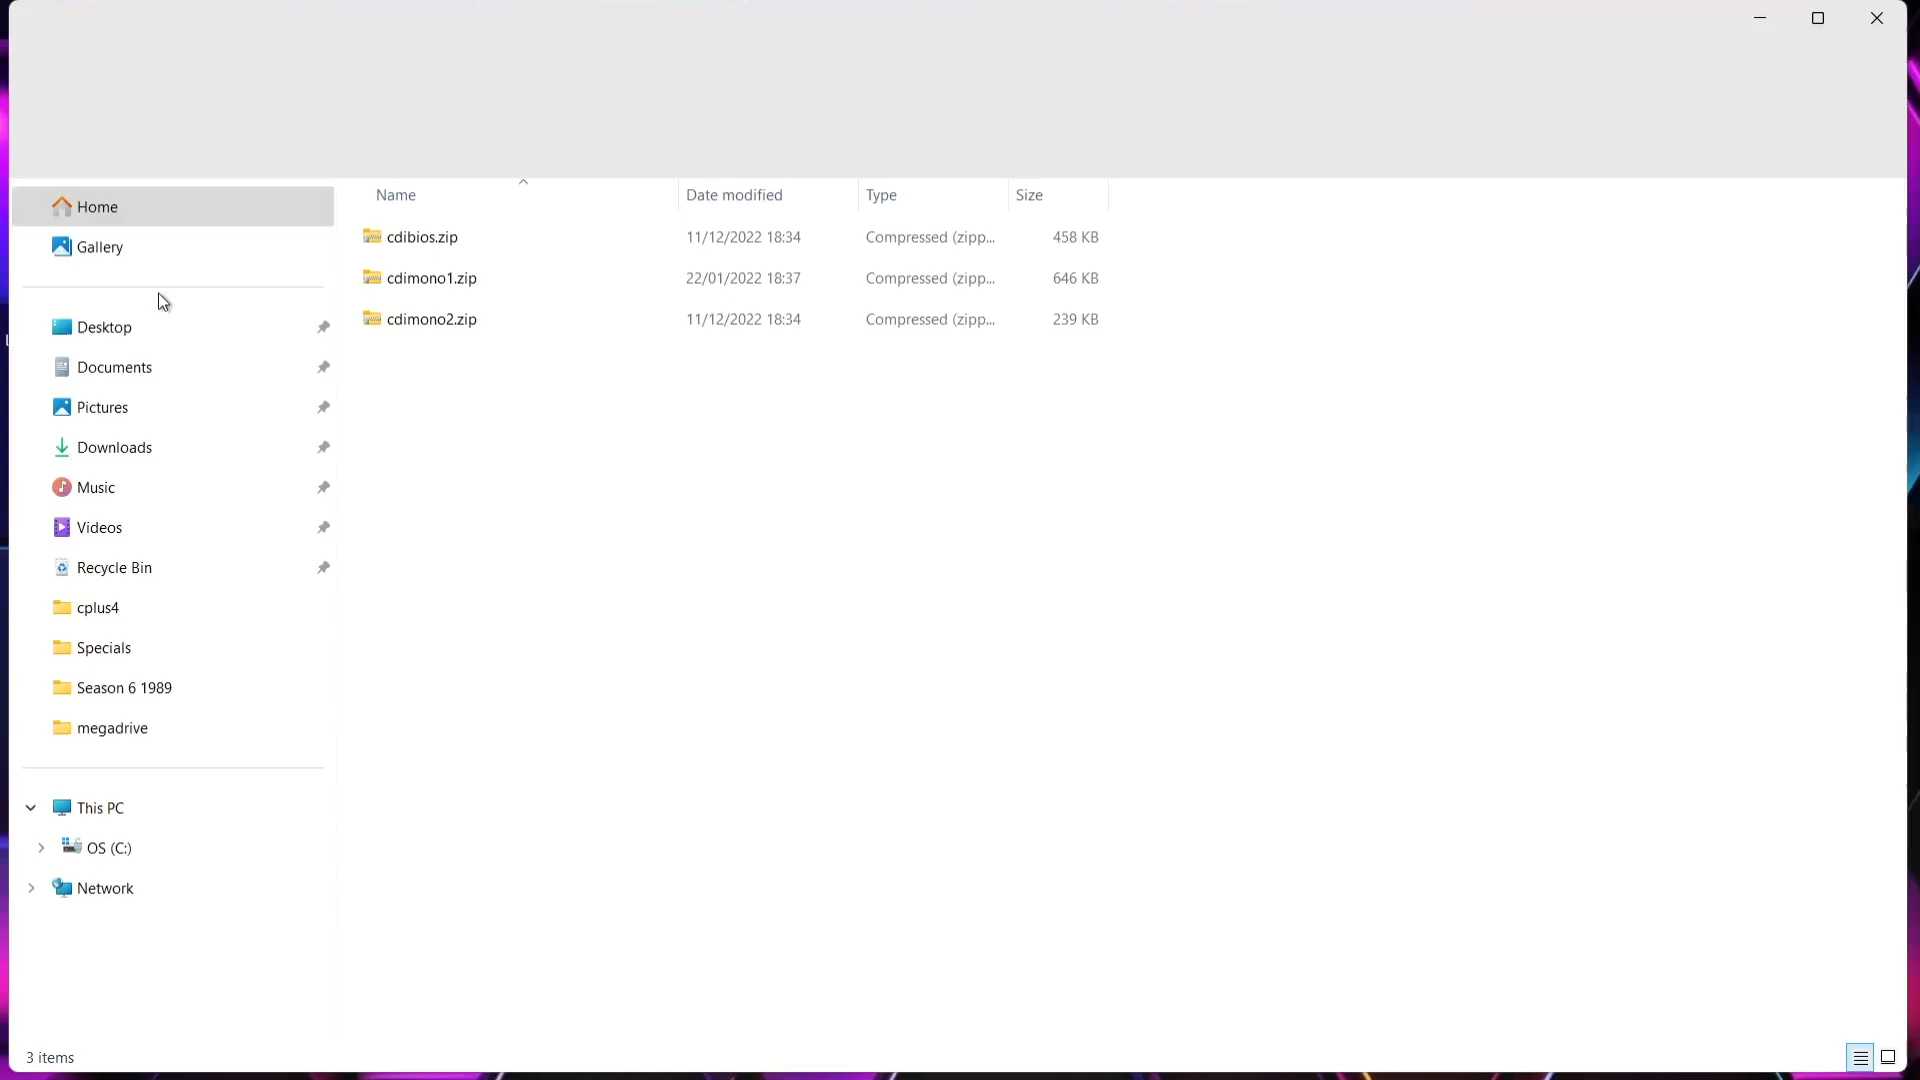 Home
Gallery
Desktop
Documents
Pictures
Downloads
Music
Videos
Recycle Bin
cplus4
Specials
Season 6 1989
megadrive
This PC
OS (C:)
Network
Name Date modified Type Size
cdibios.zip 11/12/2022 18:34 Compressed (zipp... 458 KB
cdimono1.zip 22/01/2022 18:37 Compressed (zipp... 646 KB
cdimono2.zip 11/12/2022 18:34 Compressed (zipp... 239 KB
3 items